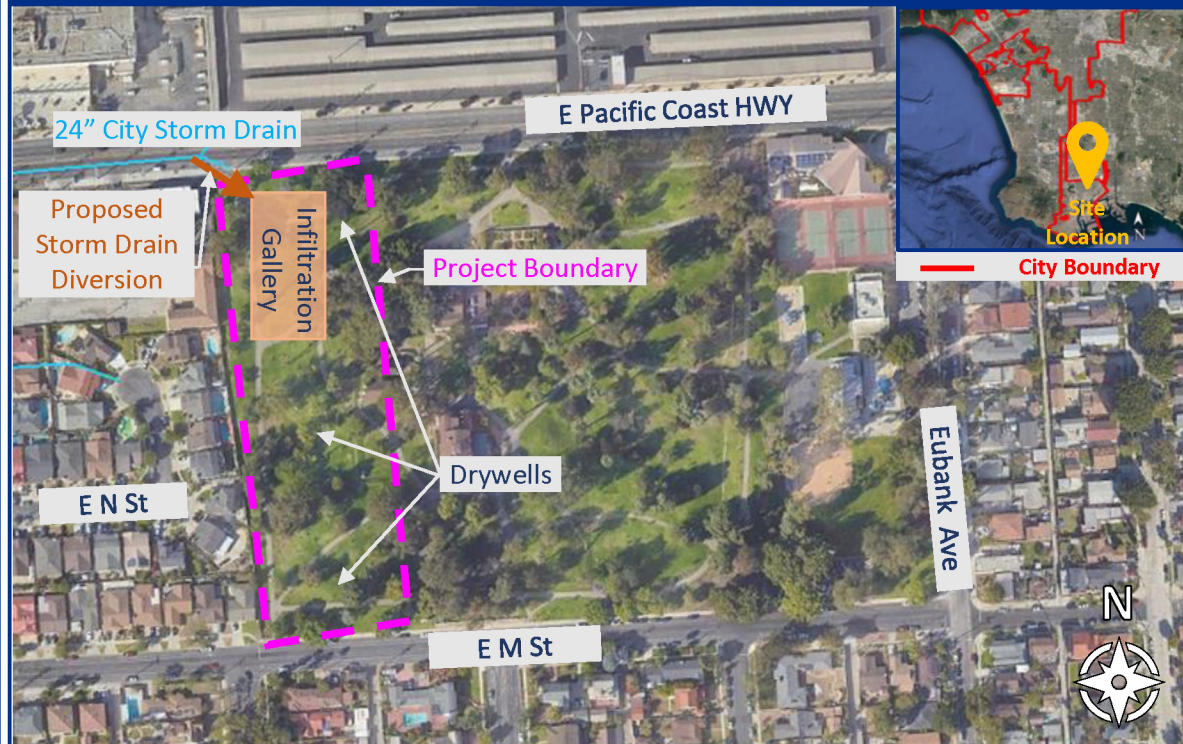 E Pacific Coast HWY
24” City Storm Drain
Proposed
Storm Drain
Diversion
Infiltration
Gallery
Project Boundary
Drywells
E N St
E M St
Eubank Ave
N
Site
Location
N
City Boundary